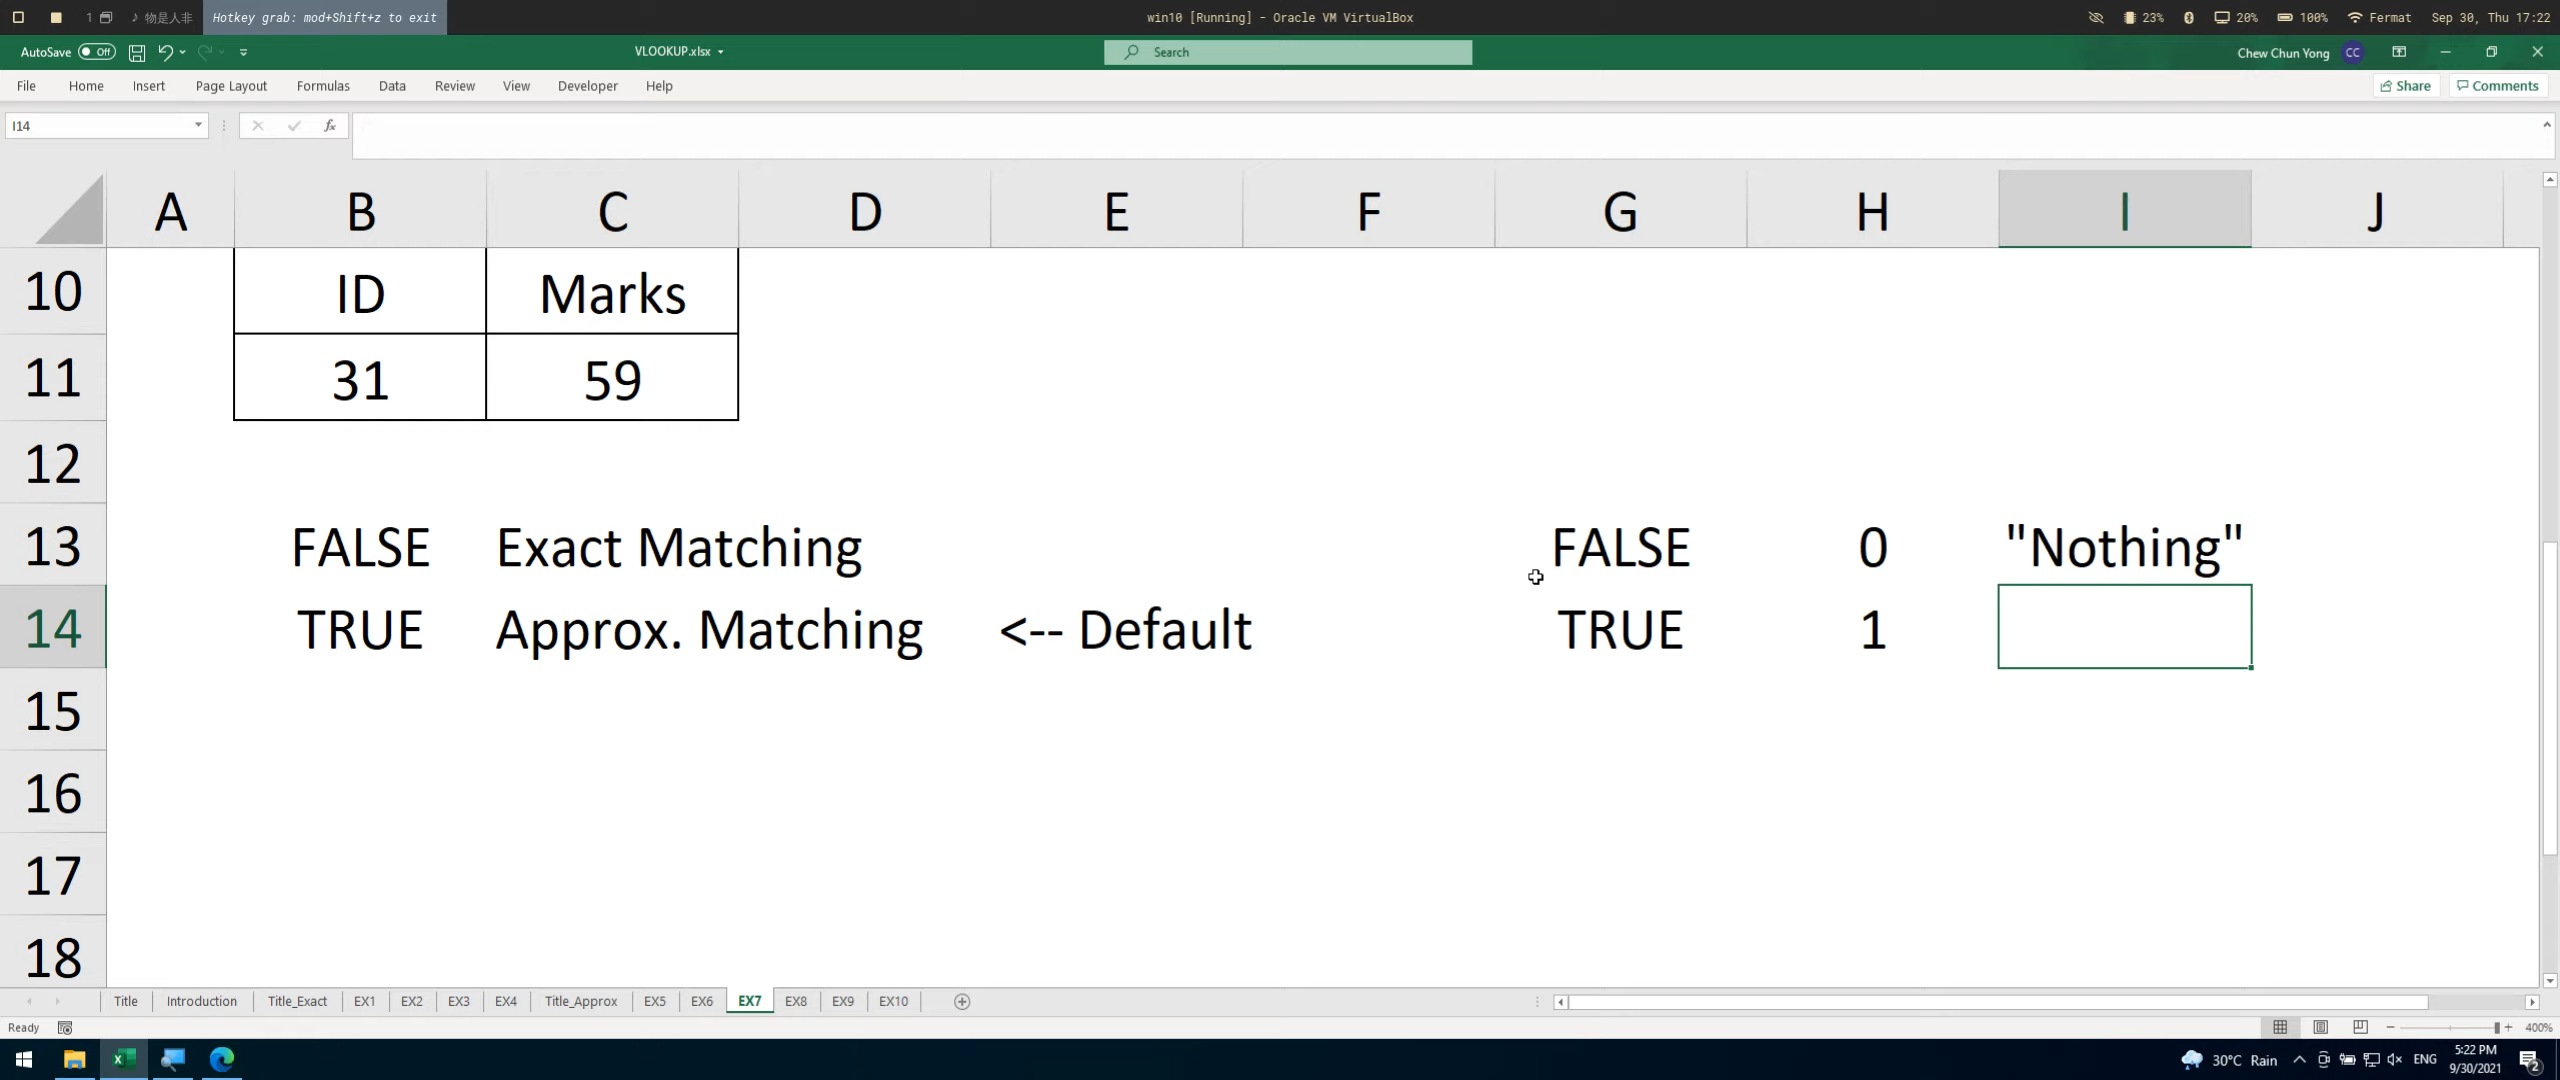 1 ♪ 物是人非 Hotkey grab: mod+Shift+z to exit win10 [Running] - Oracle VM VirtualBox 23% 20% 100% Fermat Sep 30, Thu 17:22
AutoSave Off VLOOKUP.xlsx Search Chew Chun Yong CC
File Home Insert Page Layout Formulas Data Review View Developer Help Share Comments
I14 fx
A B C D E F G H I J
10 ID Marks
11 31 59
12
13 FALSE Exact Matching FALSE 0 "Nothing"
14 TRUE Approx. Matching <-- Default TRUE 1
15
16
17
18
Title Introduction Title_Exact EX1 EX2 EX3 EX4 Title_Approx EX5 EX6 EX7 EX8 EX9 EX10
Ready 400%
30°C Rain ENG 5:22 PM
9/30/2021 2